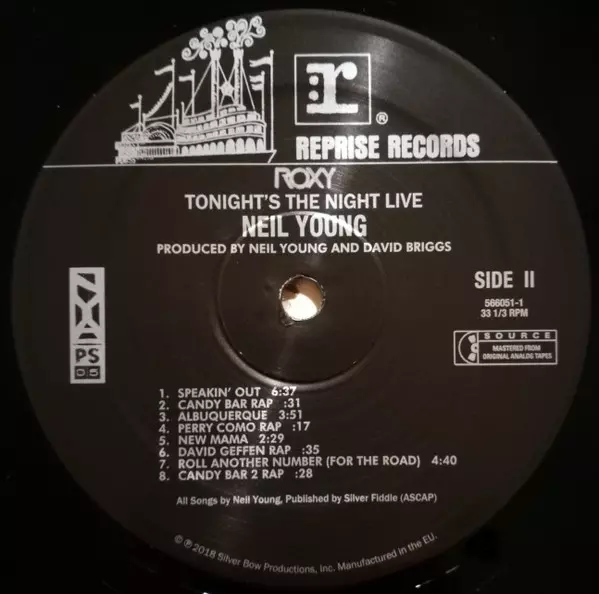 r
®
REPRISE RECORDS
ROXY
TONIGHT'S THE NIGHT LIVE
NEIL YOUNG
PRODUCED BY NEIL YOUNG AND DAVID BRIGGS
SIDE II
566051-1
33 1/3 RPM
PS
05
SOURCE
MASTERED FROM
ORIGINAL ANALOG TAPES
1. SPEAKIN' OUT 6:37
2. CANDY BAR RAP :31
3. ALBUQUERQUE 3:51
4. PERRY COMO RAP :17
5. NEW MAMA 2:29
6. DAVID GEFFEN RAP :35
7. ROLL ANOTHER NUMBER (FOR THE ROAD) 4:40
8. CANDY BAR 2 RAP :28
All Songs by Neil Young, Published by Silver Fiddle (ASCAP)
© ℗ 2018 Silver Bow Productions, Inc. Manufactured in the EU.